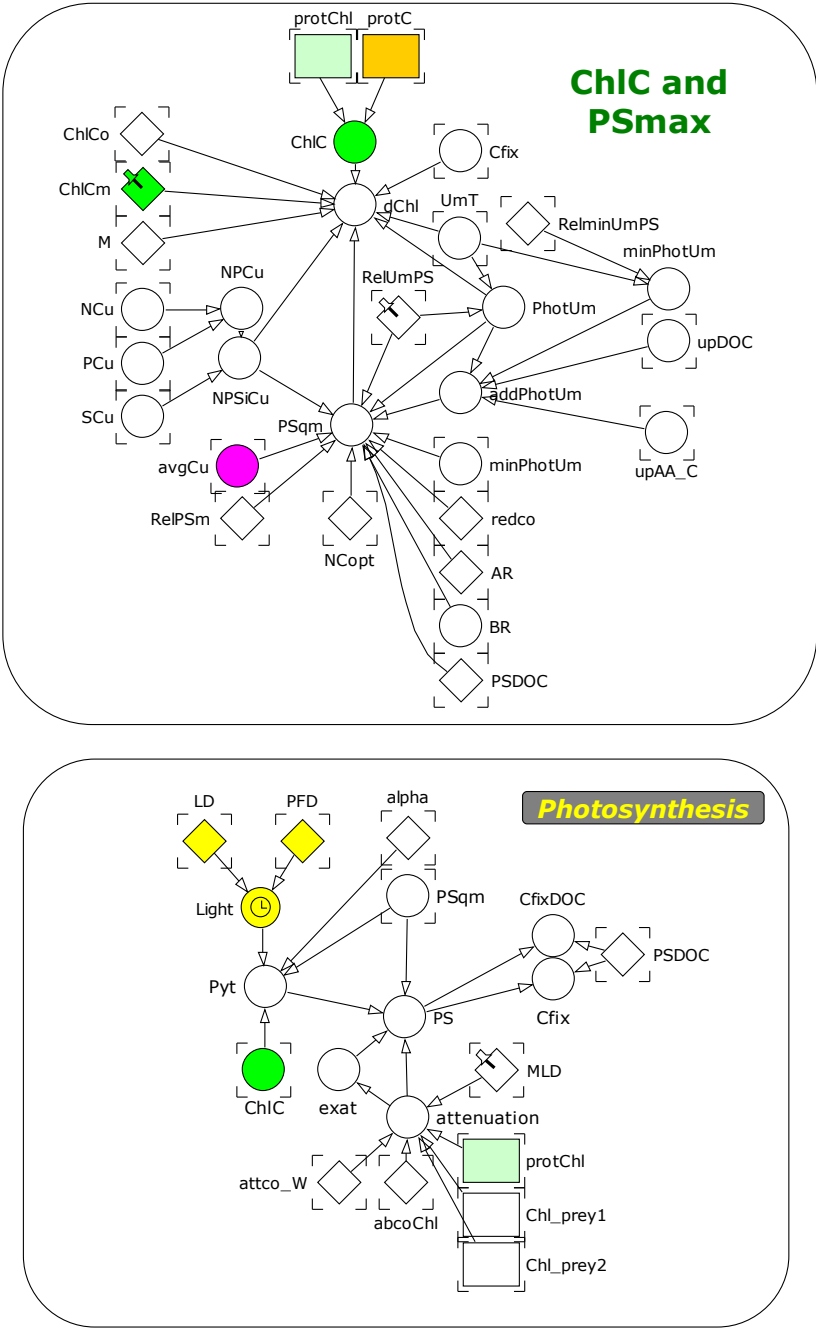 protChl protC
ChlC and
PSmax
ChlCo
ChlC
Cfix
ChlCm
dChl
UmT
RelminUmPS
M
minPhotUm
NPCu
RelUmPS
NCu
PhotUm
upDOC
PCu
NPSiCu
addPhotUm
SCu
PSqm
avgCu
minPhotUm
upAA_C
RelPSm
redco
NCopt
AR
BR
PSDOC
LD
PFD
alpha
Photosynthesis
Light
PSqm
CfixDOC
PSDOC
Pyt
PS
Cfix
MLD
ChlC
exat
attenuation
protChl
attco_W
abcoChl
Chl_prey1
Chl_prey2